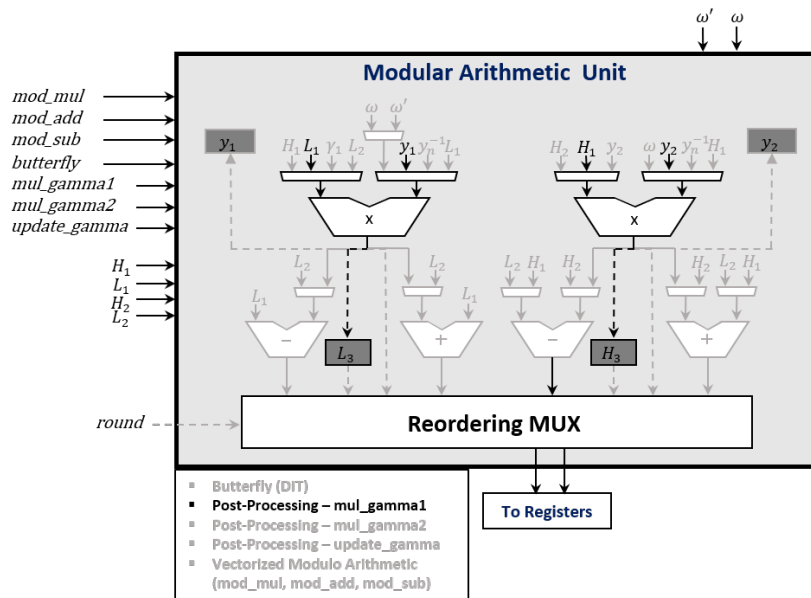 ω′ ω
Modular Arithmetic Unit
mod_mul
mod_add
mod_sub
butterfly
mul_gamma1
mul_gamma2
update_gamma
H₁
L₁
H₂
L₂
ω ω′
y₁
H₁ L₁ γ₁ L₂ y₁ y𝑛⁻¹ L₁
H₂ H₁ y₂ ω y₂ y𝑛⁻¹ H₁
y₂
x x
L₂ L₂ L₂ H₁ H₂ H₂ L₂ H₁
L₁ L₁
− + − +
L₃ H₃
round
Reordering MUX
To Registers
▪ Butterfly (DIT)
▪ Post-Processing – mul_gamma1
▪ Post-Processing – mul_gamma2
▪ Post-Processing – update_gamma
▪ Vectorized Modulo Arithmetic
(mod_mul, mod_add, mod_sub)